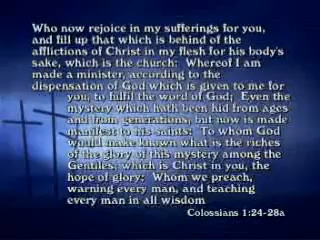 Who now rejoice in my sufferings for you,
and fill up that which is behind of the
afflictions of Christ in my flesh for his body's
sake, which is the church: Whereof I am
made a minister, according to the
dispensation of God which is given to me for
you, to fulfil the word of God; Even the
mystery which hath been hid from ages
and from generations, but now is made
manifest to his saints: To whom God
would make known what is the riches
of the glory of this mystery among the
Gentiles; which is Christ in you, the
hope of glory: Whom we preach,
warning every man, and teaching
every man in all wisdom
Colossians 1:24-28a